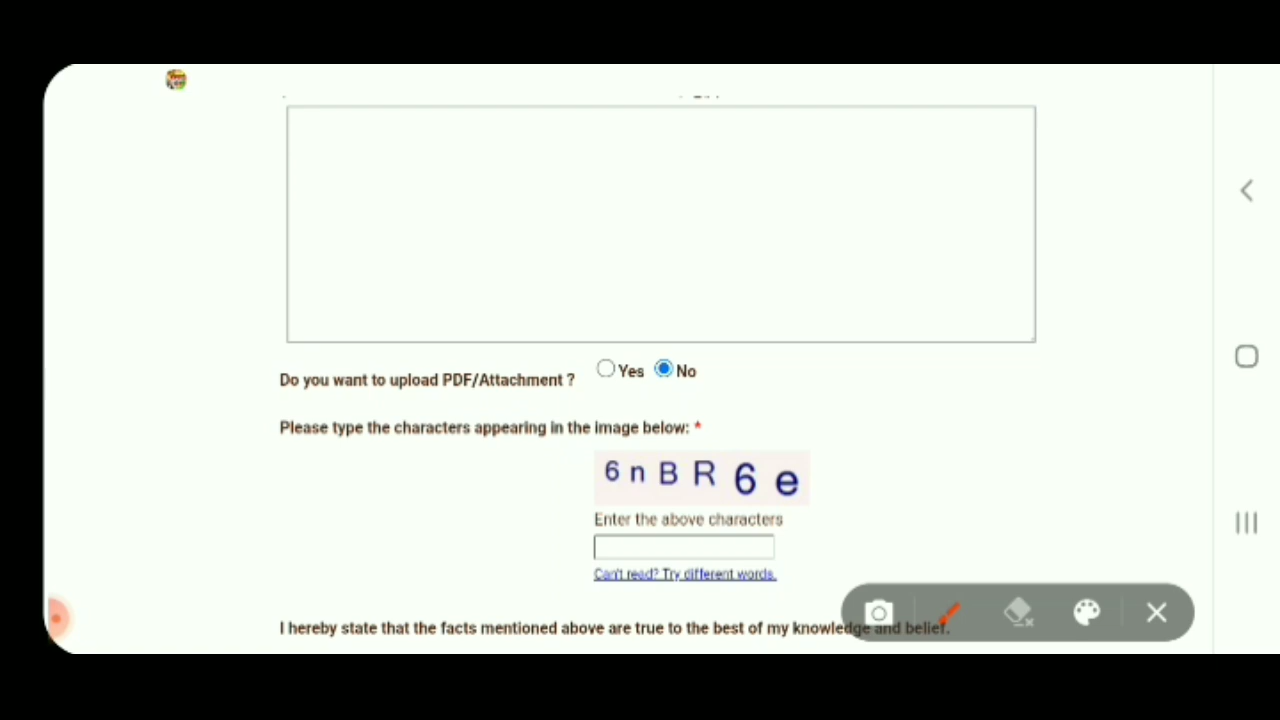 Do you want to upload PDF/Attachment ? Yes No
Please type the characters appearing in the image below: *
6 n B R 6 e
Enter the above characters
Can't read? Try different words.
I hereby state that the facts mentioned above are true to the best of my knowledge and belief.